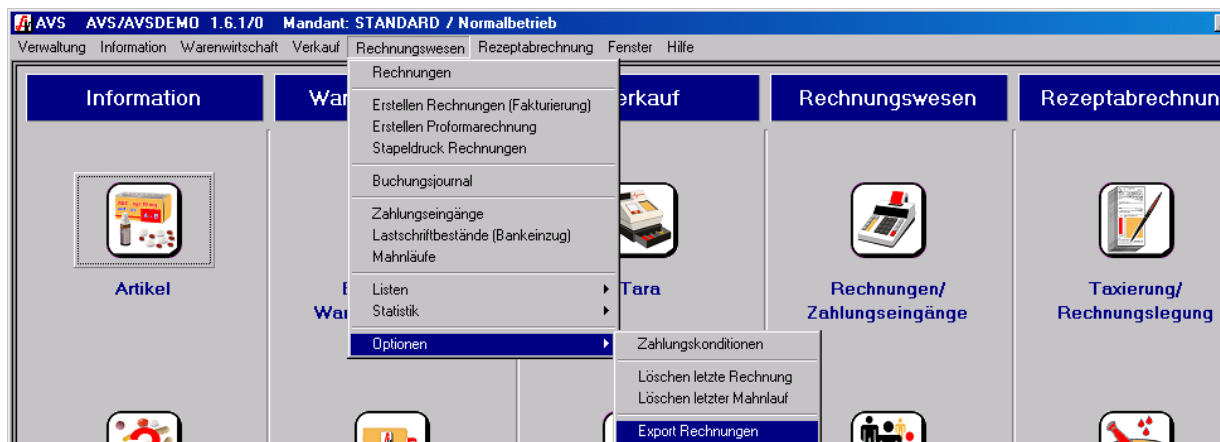 AVS AVS/AVSDEMO 1.6.1/0 Mandant: STANDARD / Normalbetrieb
Verwaltung Information Warenwirtschaft Verkauf Rechnungswesen Rezeptabrechnung Fenster Hilfe
Information War erkauf Rechnungswesen Rezeptabrechnun
Rechnungen
Erstellen Rechnungen (Fakturierung)
Erstellen Proformarechnung
Stapeldruck Rechnungen
Buchungsjournal
Zahlungseingänge
Lastschriftbestände (Bankeinzug)
Mahnläufe
Listen
Statistik
Optionen
Zahlungskonditionen
Löschen letzte Rechnung
Löschen letzter Mahnlauf
Export Rechnungen
Artikel
War
Tara
Rechnungen/
Zahlungseingänge
Taxierung/
Rechnungslegung